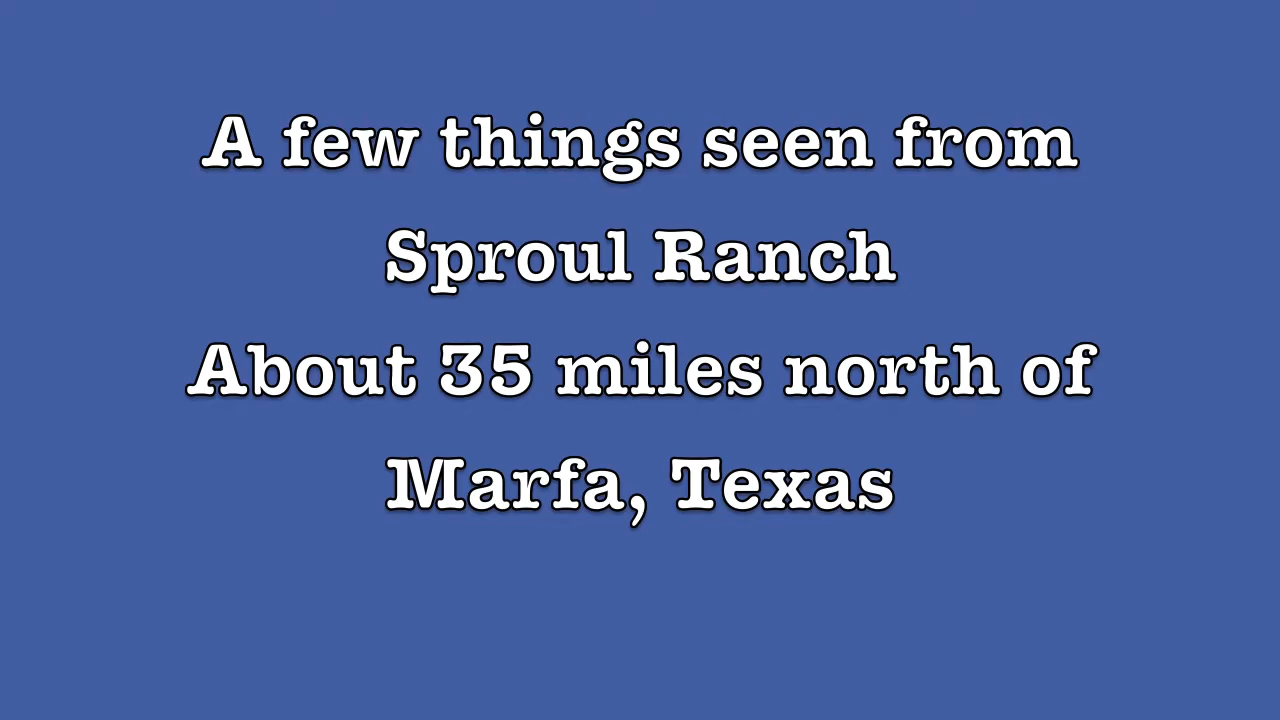 A few things seen from
Sproul Ranch
About 35 miles north of
Marfa, Texas